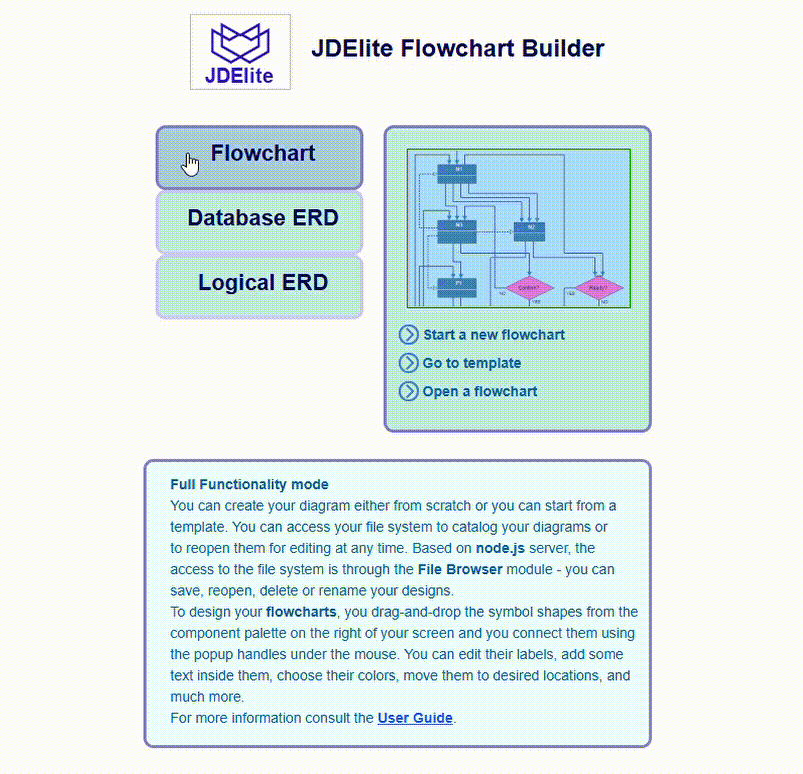 JDElite
JDElite Flowchart Builder
Flowchart
Database ERD
Logical ERD
Confirm?
Ready?
NO
YES
YES
NO
Start a new flowchart
Go to template
Open a flowchart
Full Functionality mode
You can create your diagram either from scratch or you can start from a
template. You can access your file system to catalog your diagrams or
to reopen them for editing at any time. Based on node.js server, the
access to the file system is through the File Browser module - you can
save, reopen, delete or rename your designs.
To design your flowcharts, you drag-and-drop the symbol shapes from the
component palette on the right of your screen and you connect them using
the popup handles under the mouse. You can edit their labels, add some
text inside them, choose their colors, move them to desired locations, and
much more.
For more information consult the User Guide.